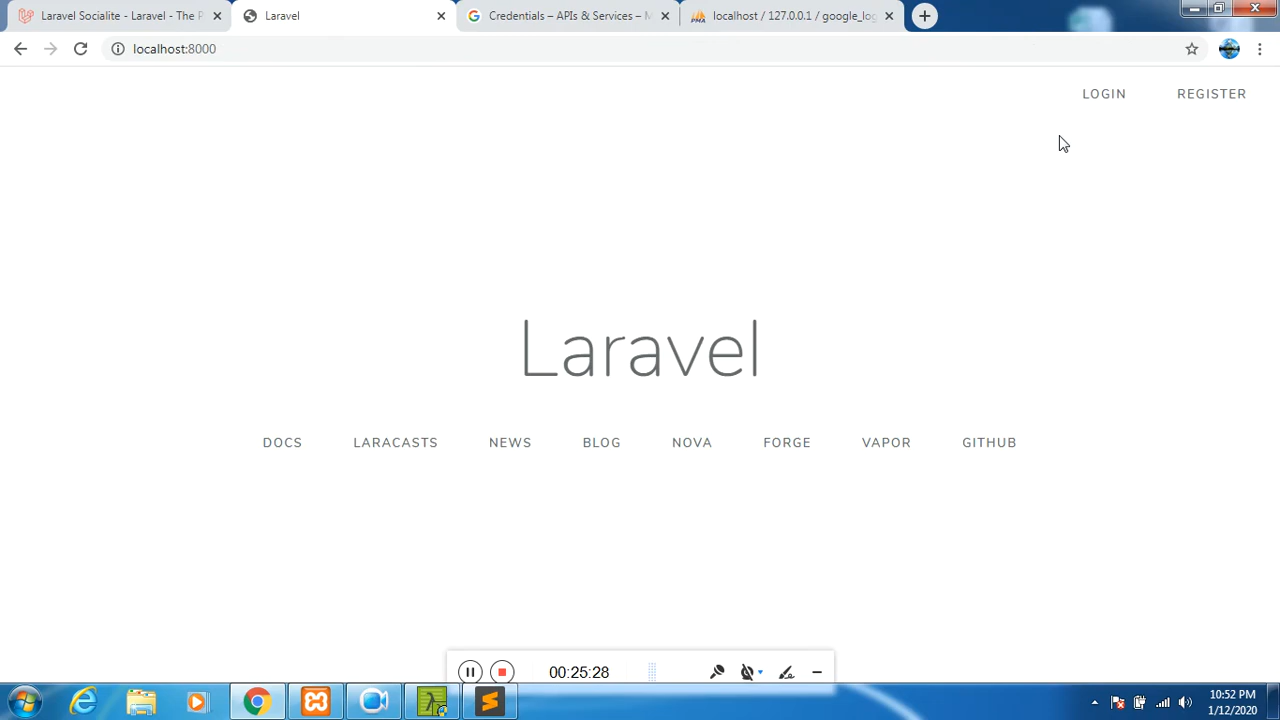 Laravel Socialite - Laravel - The P
Laravel
Credentials – APIs & Services – M
localhost / 127.0.0.1 / google_log
localhost:8000
LOGIN
REGISTER
Laravel
DOCS
LARACASTS
NEWS
BLOG
NOVA
FORGE
VAPOR
GITHUB
00:25:28
10:52 PM
1/12/2020